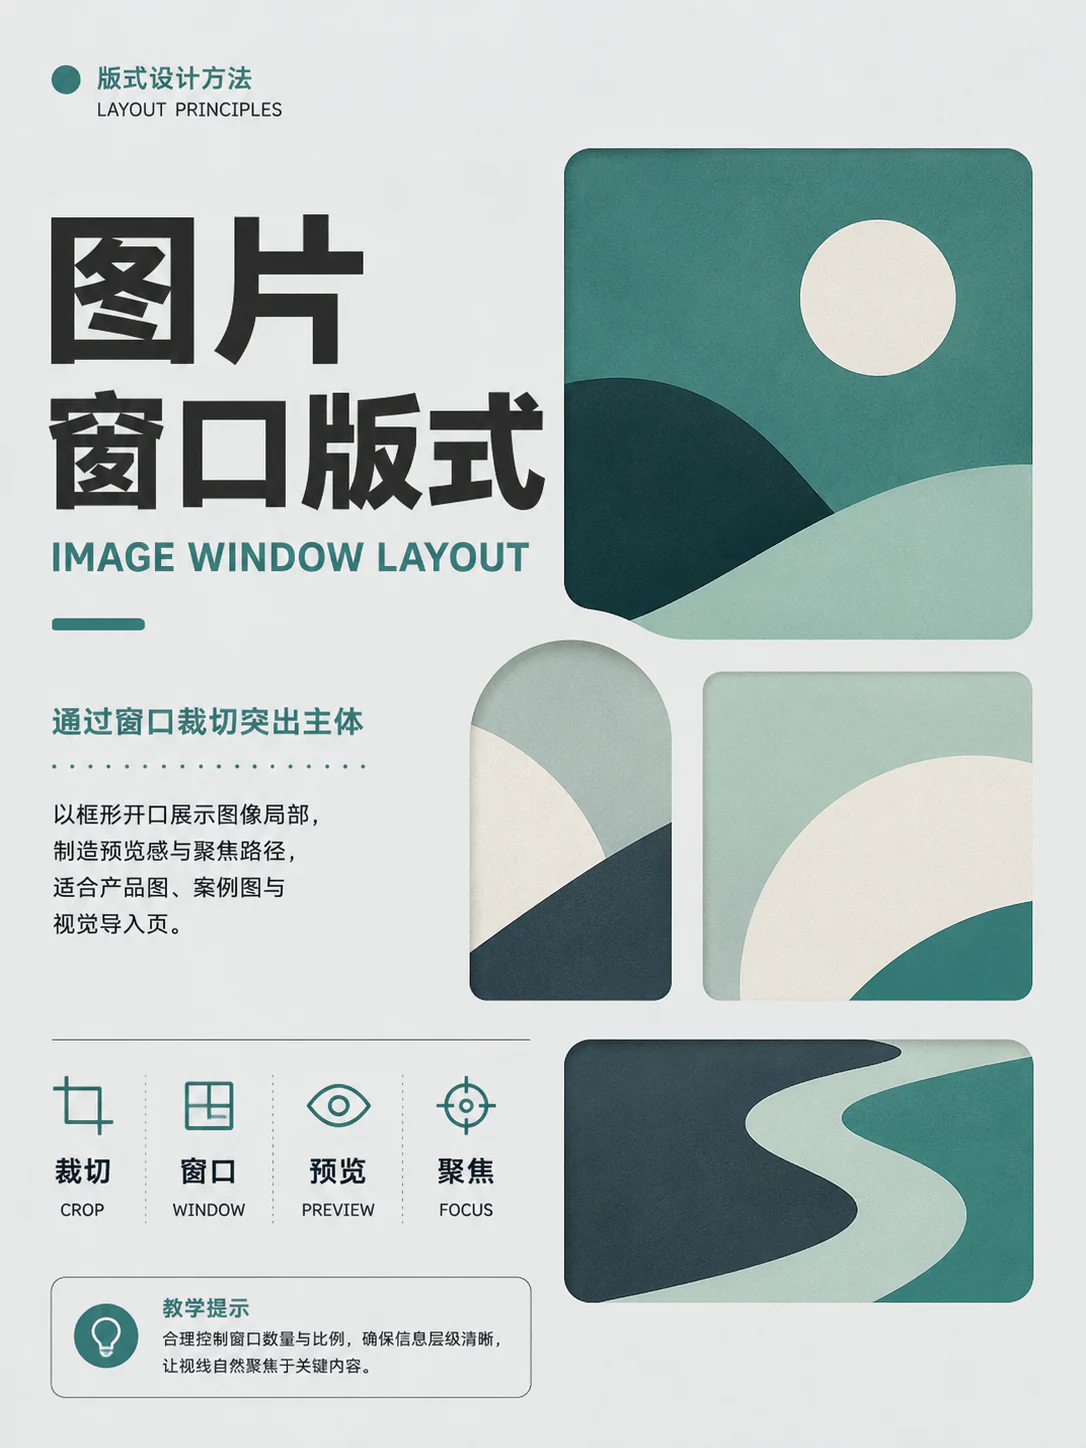 版式设计方法
LAYOUT PRINCIPLES
图片
窗口版式
IMAGE WINDOW LAYOUT
通过窗口裁切突出主体
以框形开口展示图像局部，
制造预览感与聚焦路径，
适合产品图、案例图与
视觉导入页。
裁切
CROP
窗口
WINDOW
预览
PREVIEW
聚焦
FOCUS
教学提示
合理控制窗口数量与比例，确保信息层级清晰，
让视线自然聚焦于关键内容。